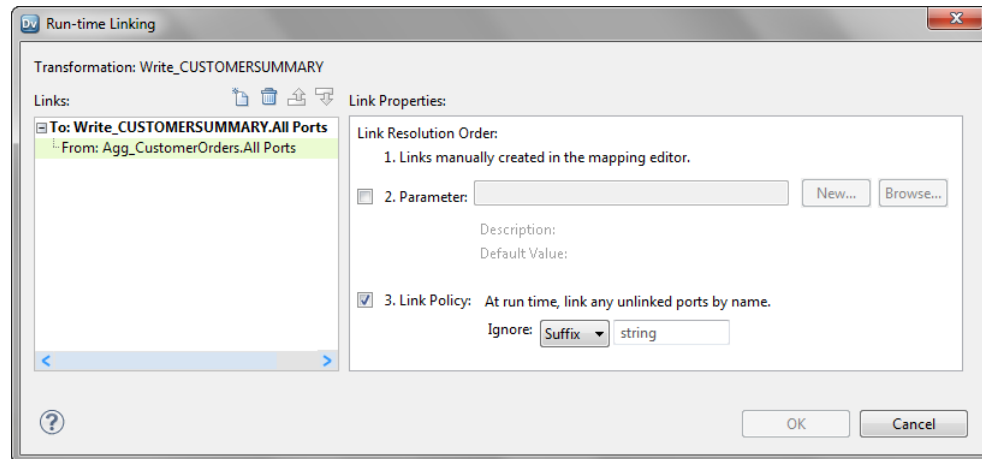 Dv Run-time Linking
Transformation: Write_CUSTOMERSUMMARY
Links:
To: Write_CUSTOMERSUMMARY.All Ports
From: Agg_CustomerOrders.All Ports
Link Properties:
Link Resolution Order:
1. Links manually created in the mapping editor.
2. Parameter: New... Browse...
Description:
Default Value:
3. Link Policy: At run time, link any unlinked ports by name.
Ignore: Suffix string
? OK Cancel